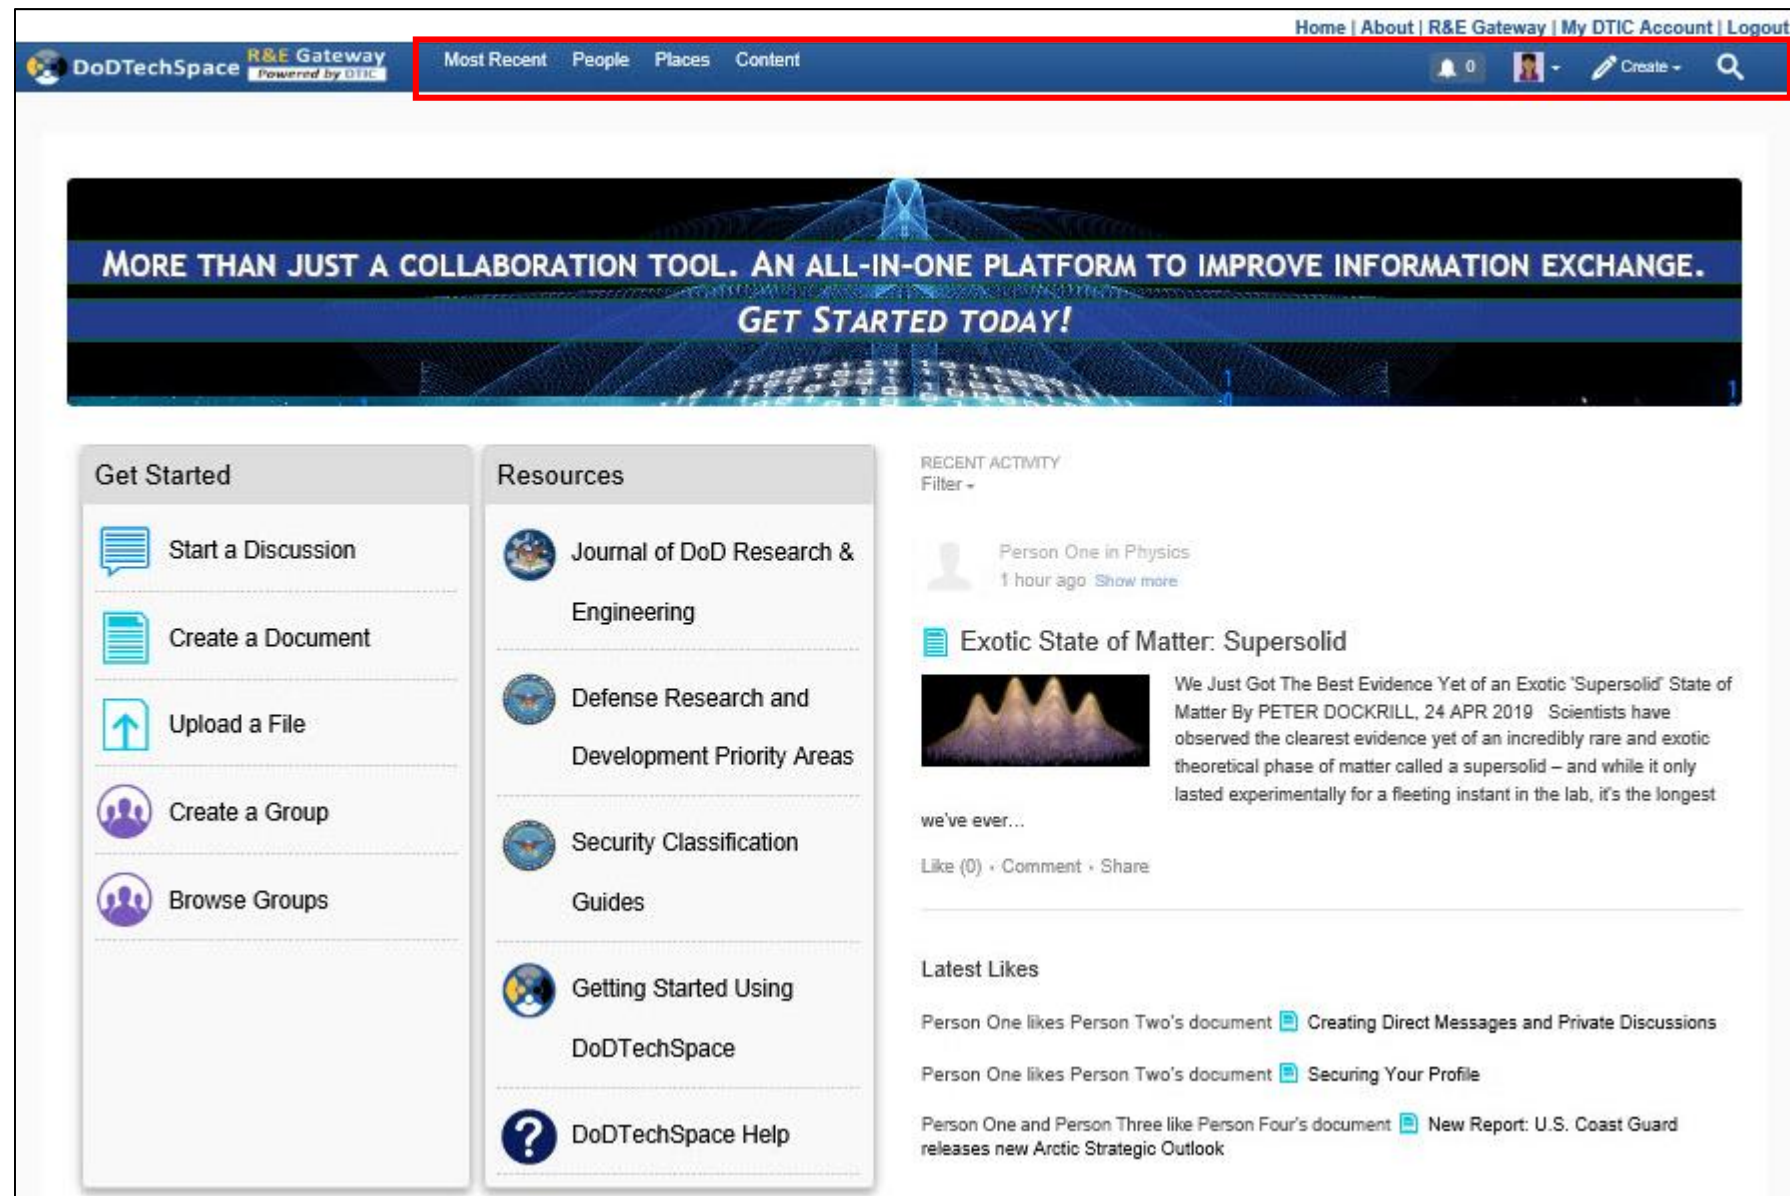 Home | About | R&E Gateway | My DTIC Account | Logout
DoDTechSpace R&E Gateway
Powered by DTIC
Most Recent People Places Content
0
Create
MORE THAN JUST A COLLABORATION TOOL. AN ALL-IN-ONE PLATFORM TO IMPROVE INFORMATION EXCHANGE.
GET STARTED TODAY!
Get Started
Start a Discussion
Create a Document
Upload a File
Create a Group
Browse Groups
Resources
Journal of DoD Research &
Engineering
Defense Research and
Development Priority Areas
Security Classification
Guides
Getting Started Using
DoDTechSpace
? DoDTechSpace Help
RECENT ACTIVITY
Filter
Person One in Physics
1 hour ago Show more
Exotic State of Matter: Supersolid
We Just Got The Best Evidence Yet of an Exotic 'Supersolid' State of
Matter By PETER DOCKRILL, 24 APR 2019 Scientists have
observed the clearest evidence yet of an incredibly rare and exotic
theoretical phase of matter called a supersolid – and while it only
lasted experimentally for a fleeting instant in the lab, it's the longest
we've ever...
Like (0) · Comment · Share
Latest Likes
Person One likes Person Two's document Creating Direct Messages and Private Discussions
Person One likes Person Two's document Securing Your Profile
Person One and Person Three like Person Four's document New Report: U.S. Coast Guard
releases new Arctic Strategic Outlook